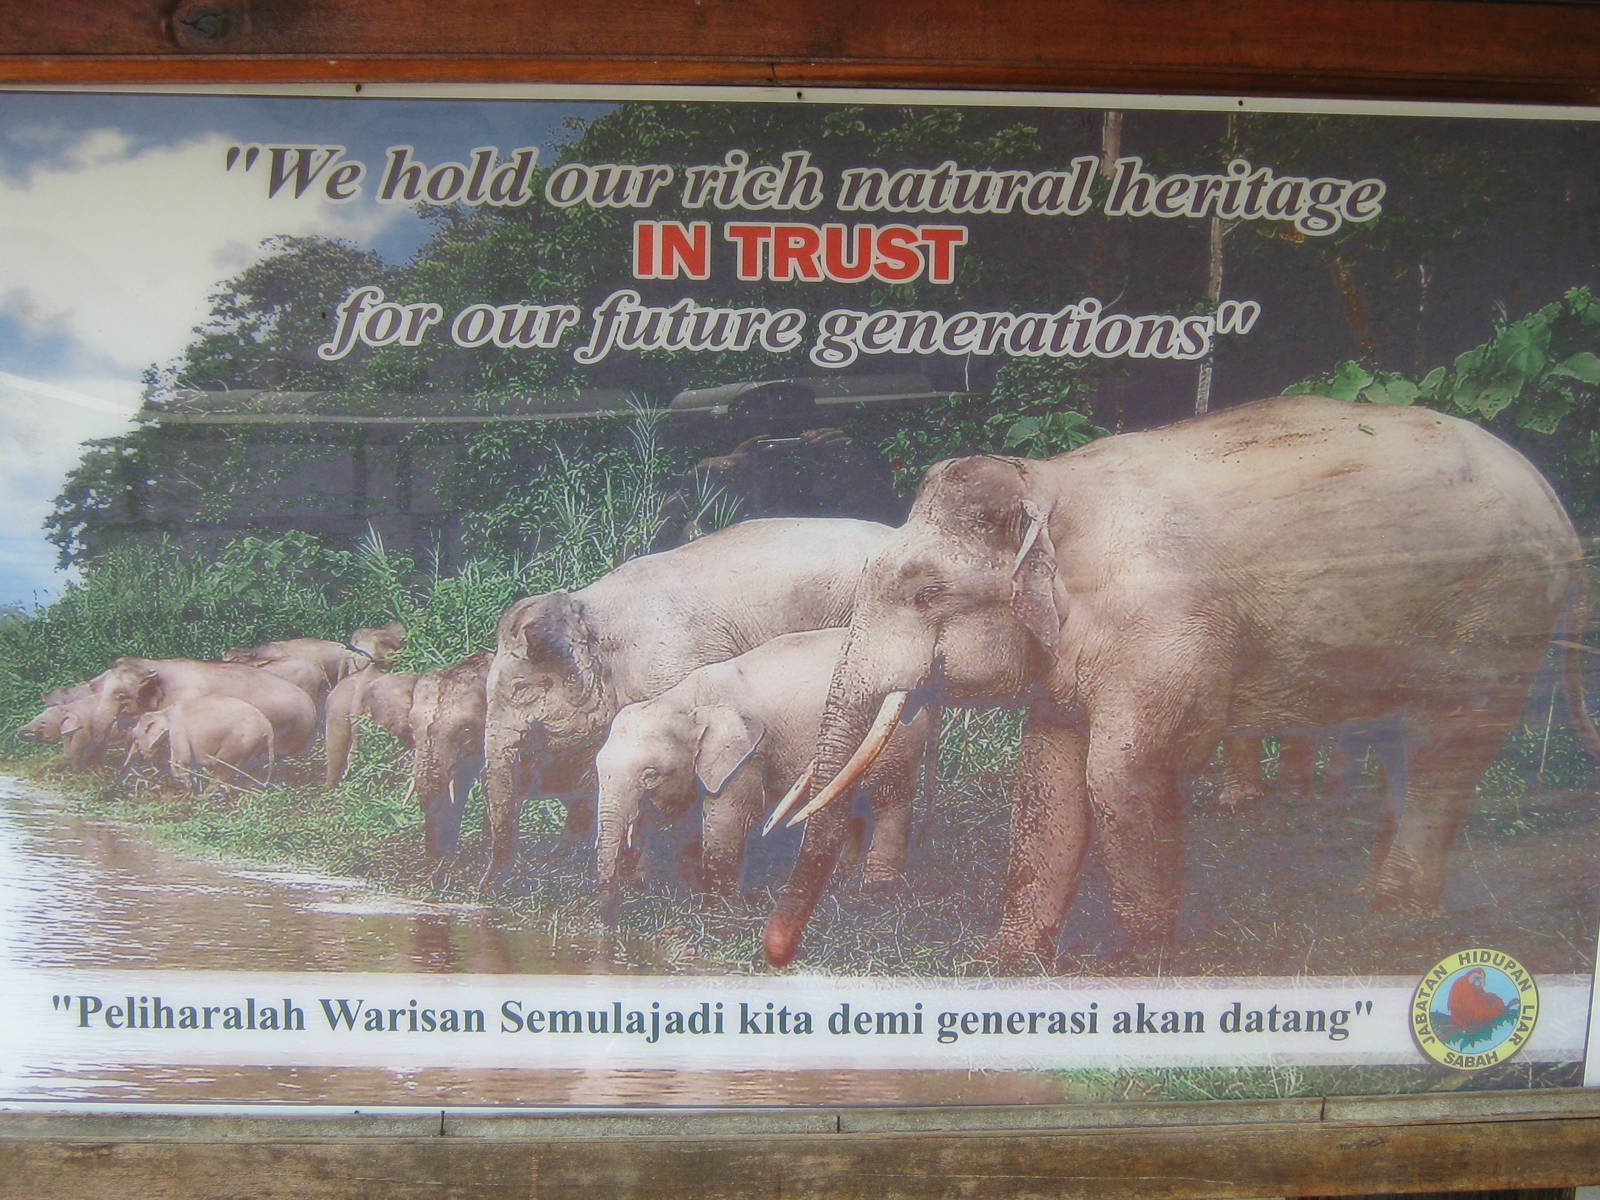 "We hold our rich natural heritage
IN TRUST
for our future generations"
"Peliharalah Warisan Semulajadi kita demi generasi akan datang"
JABATAN HIDUPAN LIAR
SABAH